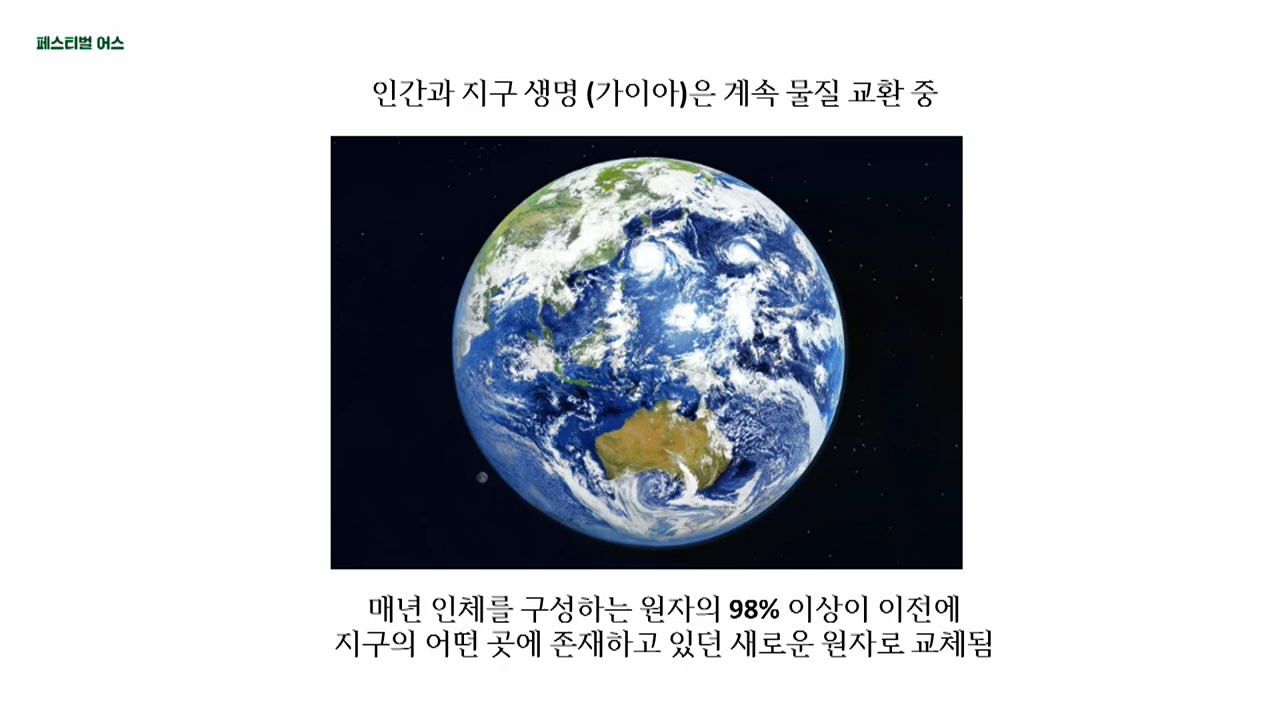 페스티벌 어스
인간과 지구 생명 (가이아)은 계속 물질 교환 중
매년 인체를 구성하는 원자의 98% 이상이 이전에
지구의 어떤 곳에 존재하고 있던 새로운 원자로 교체됨